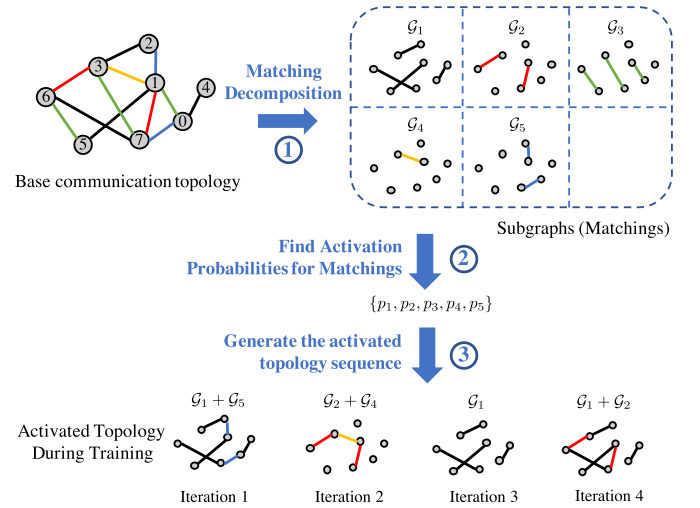 𝒢₁ 𝒢₂ 𝒢₃
2
3
1
4
6
0
5
7
Matching
Decomposition
1
𝒢₄ 𝒢₅
Base communication topology
Subgraphs (Matchings)
Find Activation
Probabilities for Matchings
2
{p₁, p₂, p₃, p₄, p₅}
Generate the activated
topology sequence
3
𝒢₁ + 𝒢₅ 𝒢₂ + 𝒢₄ 𝒢₁ 𝒢₁ + 𝒢₂
Activated Topology
During Training
Iteration 1 Iteration 2 Iteration 3 Iteration 4